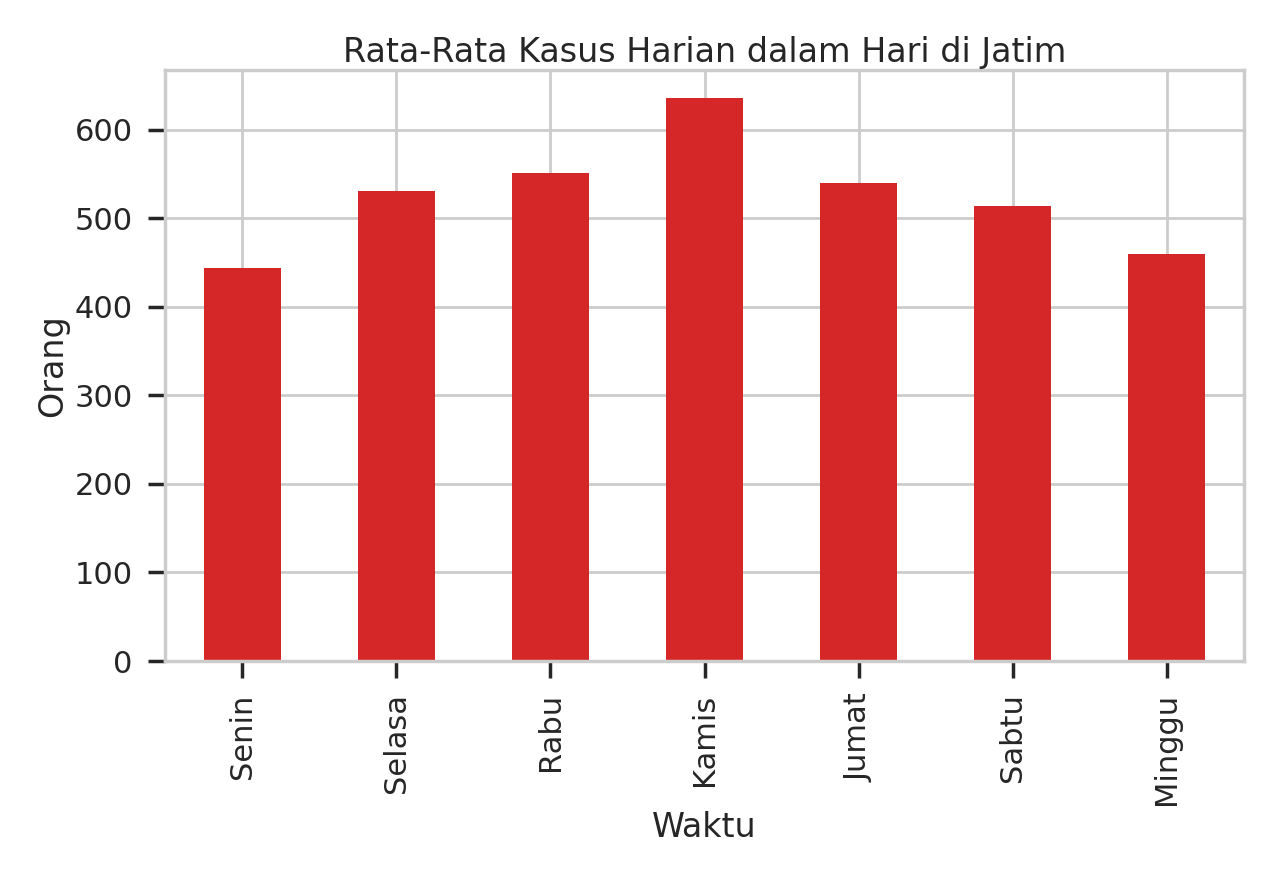 Rata-Rata Kasus Harian dalam Hari di Jatim
Orang
600
500
400
300
200
100
0
Senin
Selasa
Rabu
Kamis
Jumat
Sabtu
Minggu
Waktu